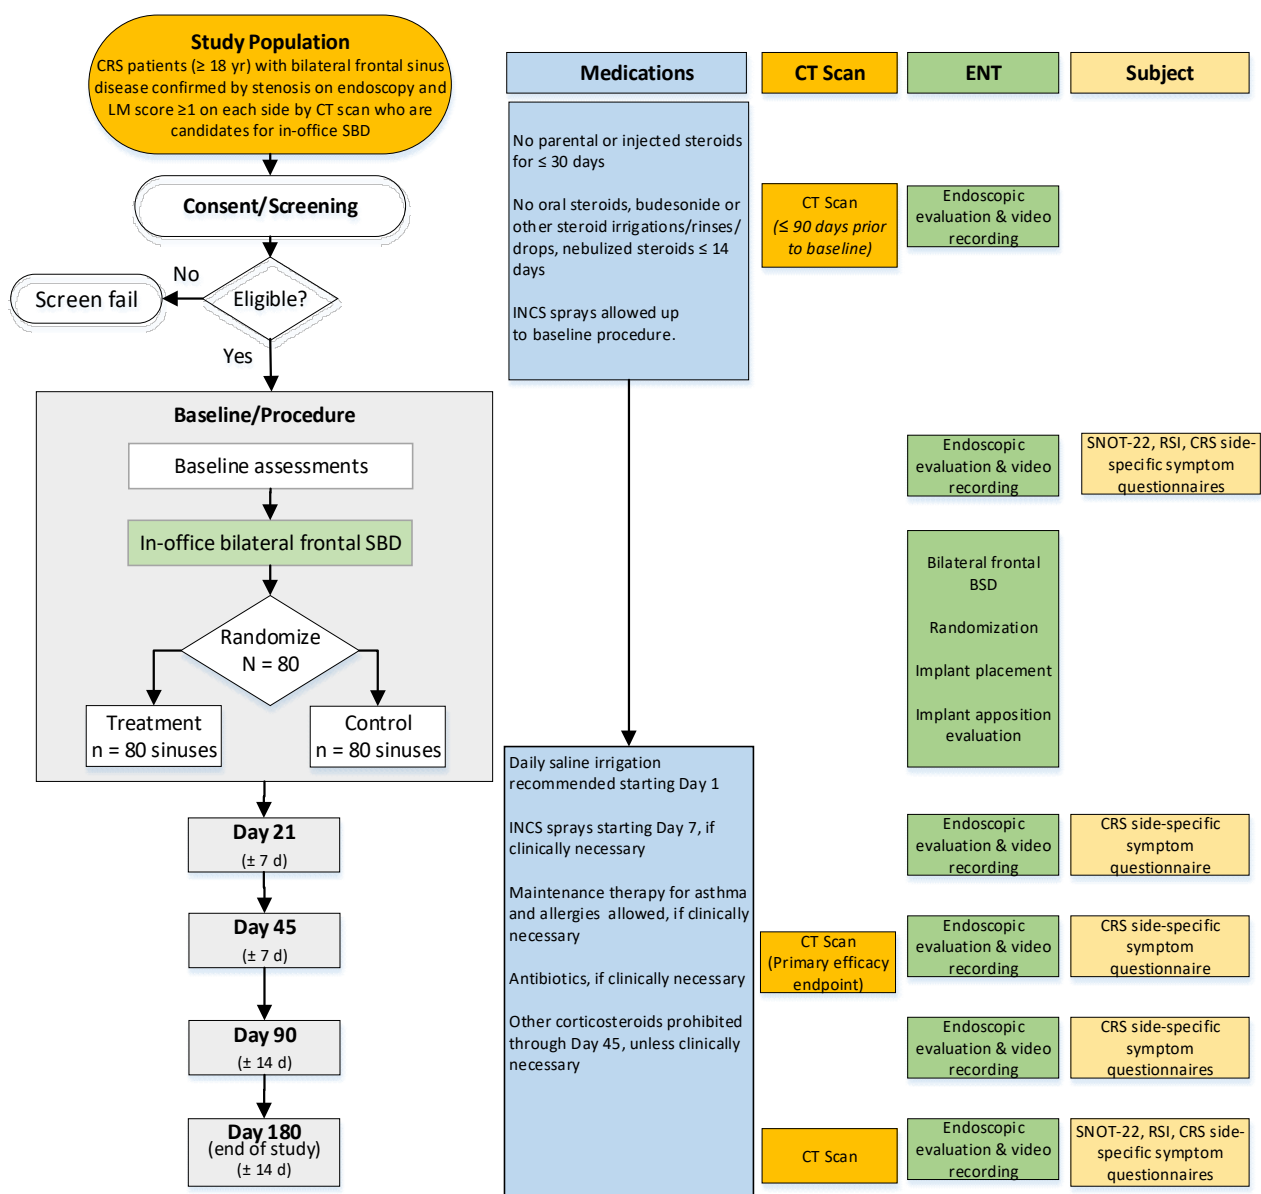 Study Population
CRS patients (≥ 18 yr) with bilateral frontal sinus
disease confirmed by stenosis on endoscopy and
LM score ≥1 on each side by CT scan who are
candidates for in-office SBD
Consent/Screening
Eligible?
No
Screen fail
Yes
Baseline/Procedure
Baseline assessments
In-office bilateral frontal SBD
Randomize
N = 80
Treatment
n = 80 sinuses
Control
n = 80 sinuses
Day 21
(± 7 d)
Day 45
(± 7 d)
Day 90
(± 14 d)
Day 180
(end of study)
(± 14 d)
Medications
No parental or injected steroids
for ≤ 30 days
No oral steroids, budesonide or
other steroid irrigations/rinses/
drops, nebulized steroids ≤ 14
days
INCS sprays allowed up
to baseline procedure.
Daily saline irrigation
recommended starting Day 1
INCS sprays starting Day 7, if
clinically necessary
Maintenance therapy for asthma
and allergies allowed, if clinically
necessary
Antibiotics, if clinically necessary
Other corticosteroids prohibited
through Day 45, unless clinically
necessary
CT Scan
CT Scan
(≤ 90 days prior
to baseline)
CT Scan
(Primary efficacy
endpoint)
CT Scan
ENT
Endoscopic
evaluation & video
recording
Endoscopic
evaluation & video
recording
Bilateral frontal
BSD
Randomization
Implant placement
Implant apposition
evaluation
Endoscopic
evaluation & video
recording
Endoscopic
evaluation & video
recording
Endoscopic
evaluation & video
recording
Endoscopic
evaluation & video
recording
Subject
SNOT-22, RSI, CRS side-
specific symptom
questionnaires
CRS side-specific
symptom
questionnaire
CRS side-specific
symptom
questionnaire
CRS side-specific
symptom
questionnaire
SNOT-22, RSI, CRS side-
specific symptom
questionnaires